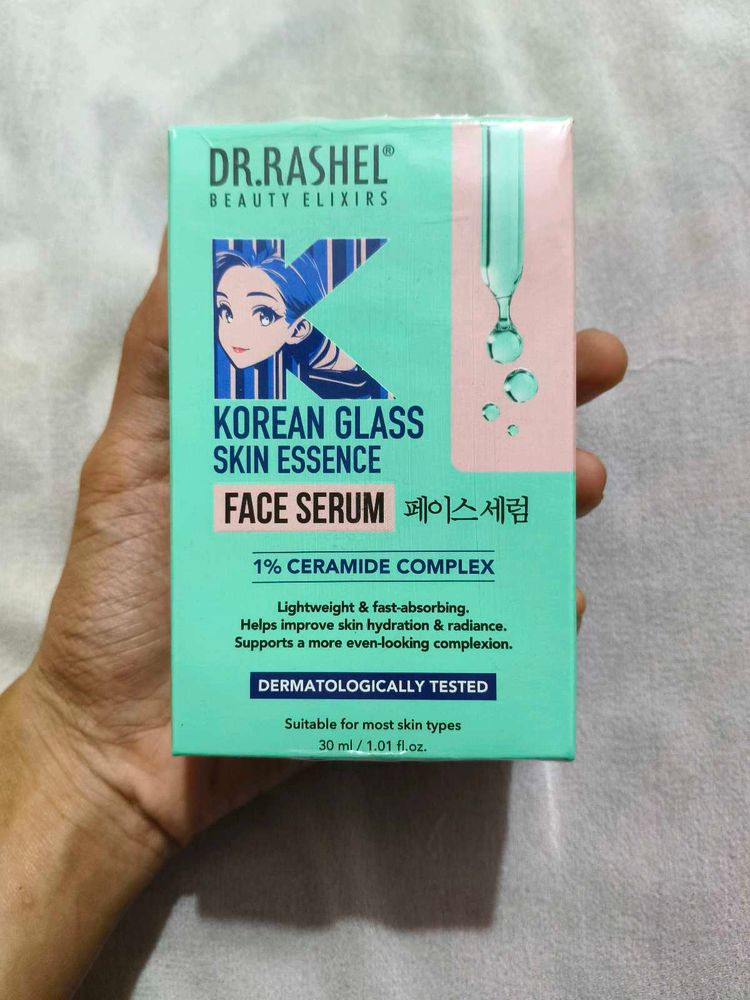 DR.RASHEL®
BEAUTY ELIXIRS
K
KOREAN GLASS
SKIN ESSENCE
FACE SERUM 페이스 세럼
1% CERAMIDE COMPLEX
Lightweight & fast-absorbing.
Helps improve skin hydration & radiance.
Supports a more even-looking complexion.
DERMATOLOGICALLY TESTED
Suitable for most skin types
30 ml / 1.01 fl.oz.